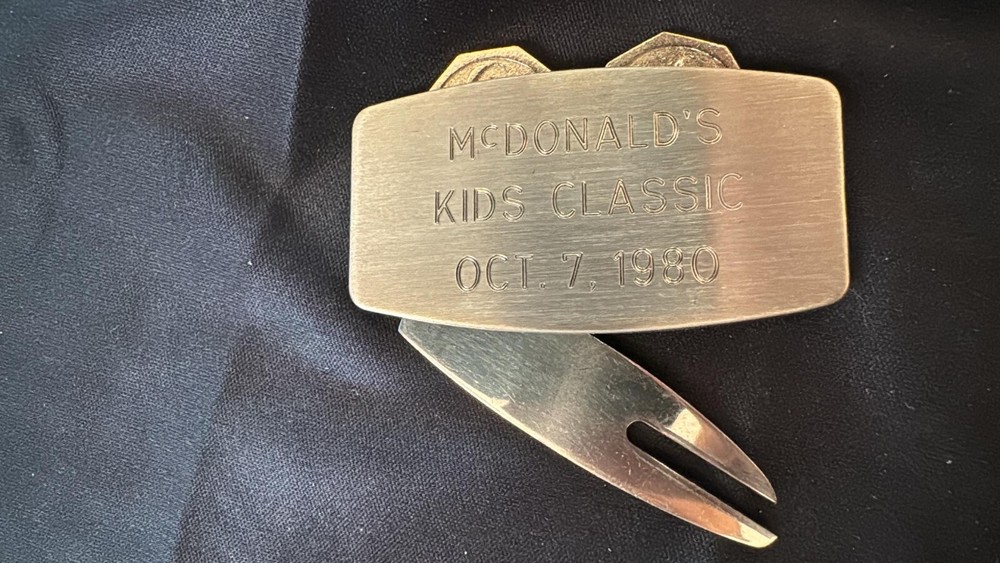 McDONALD'S
KIDS CLASSIC
OCT. 7, 1980